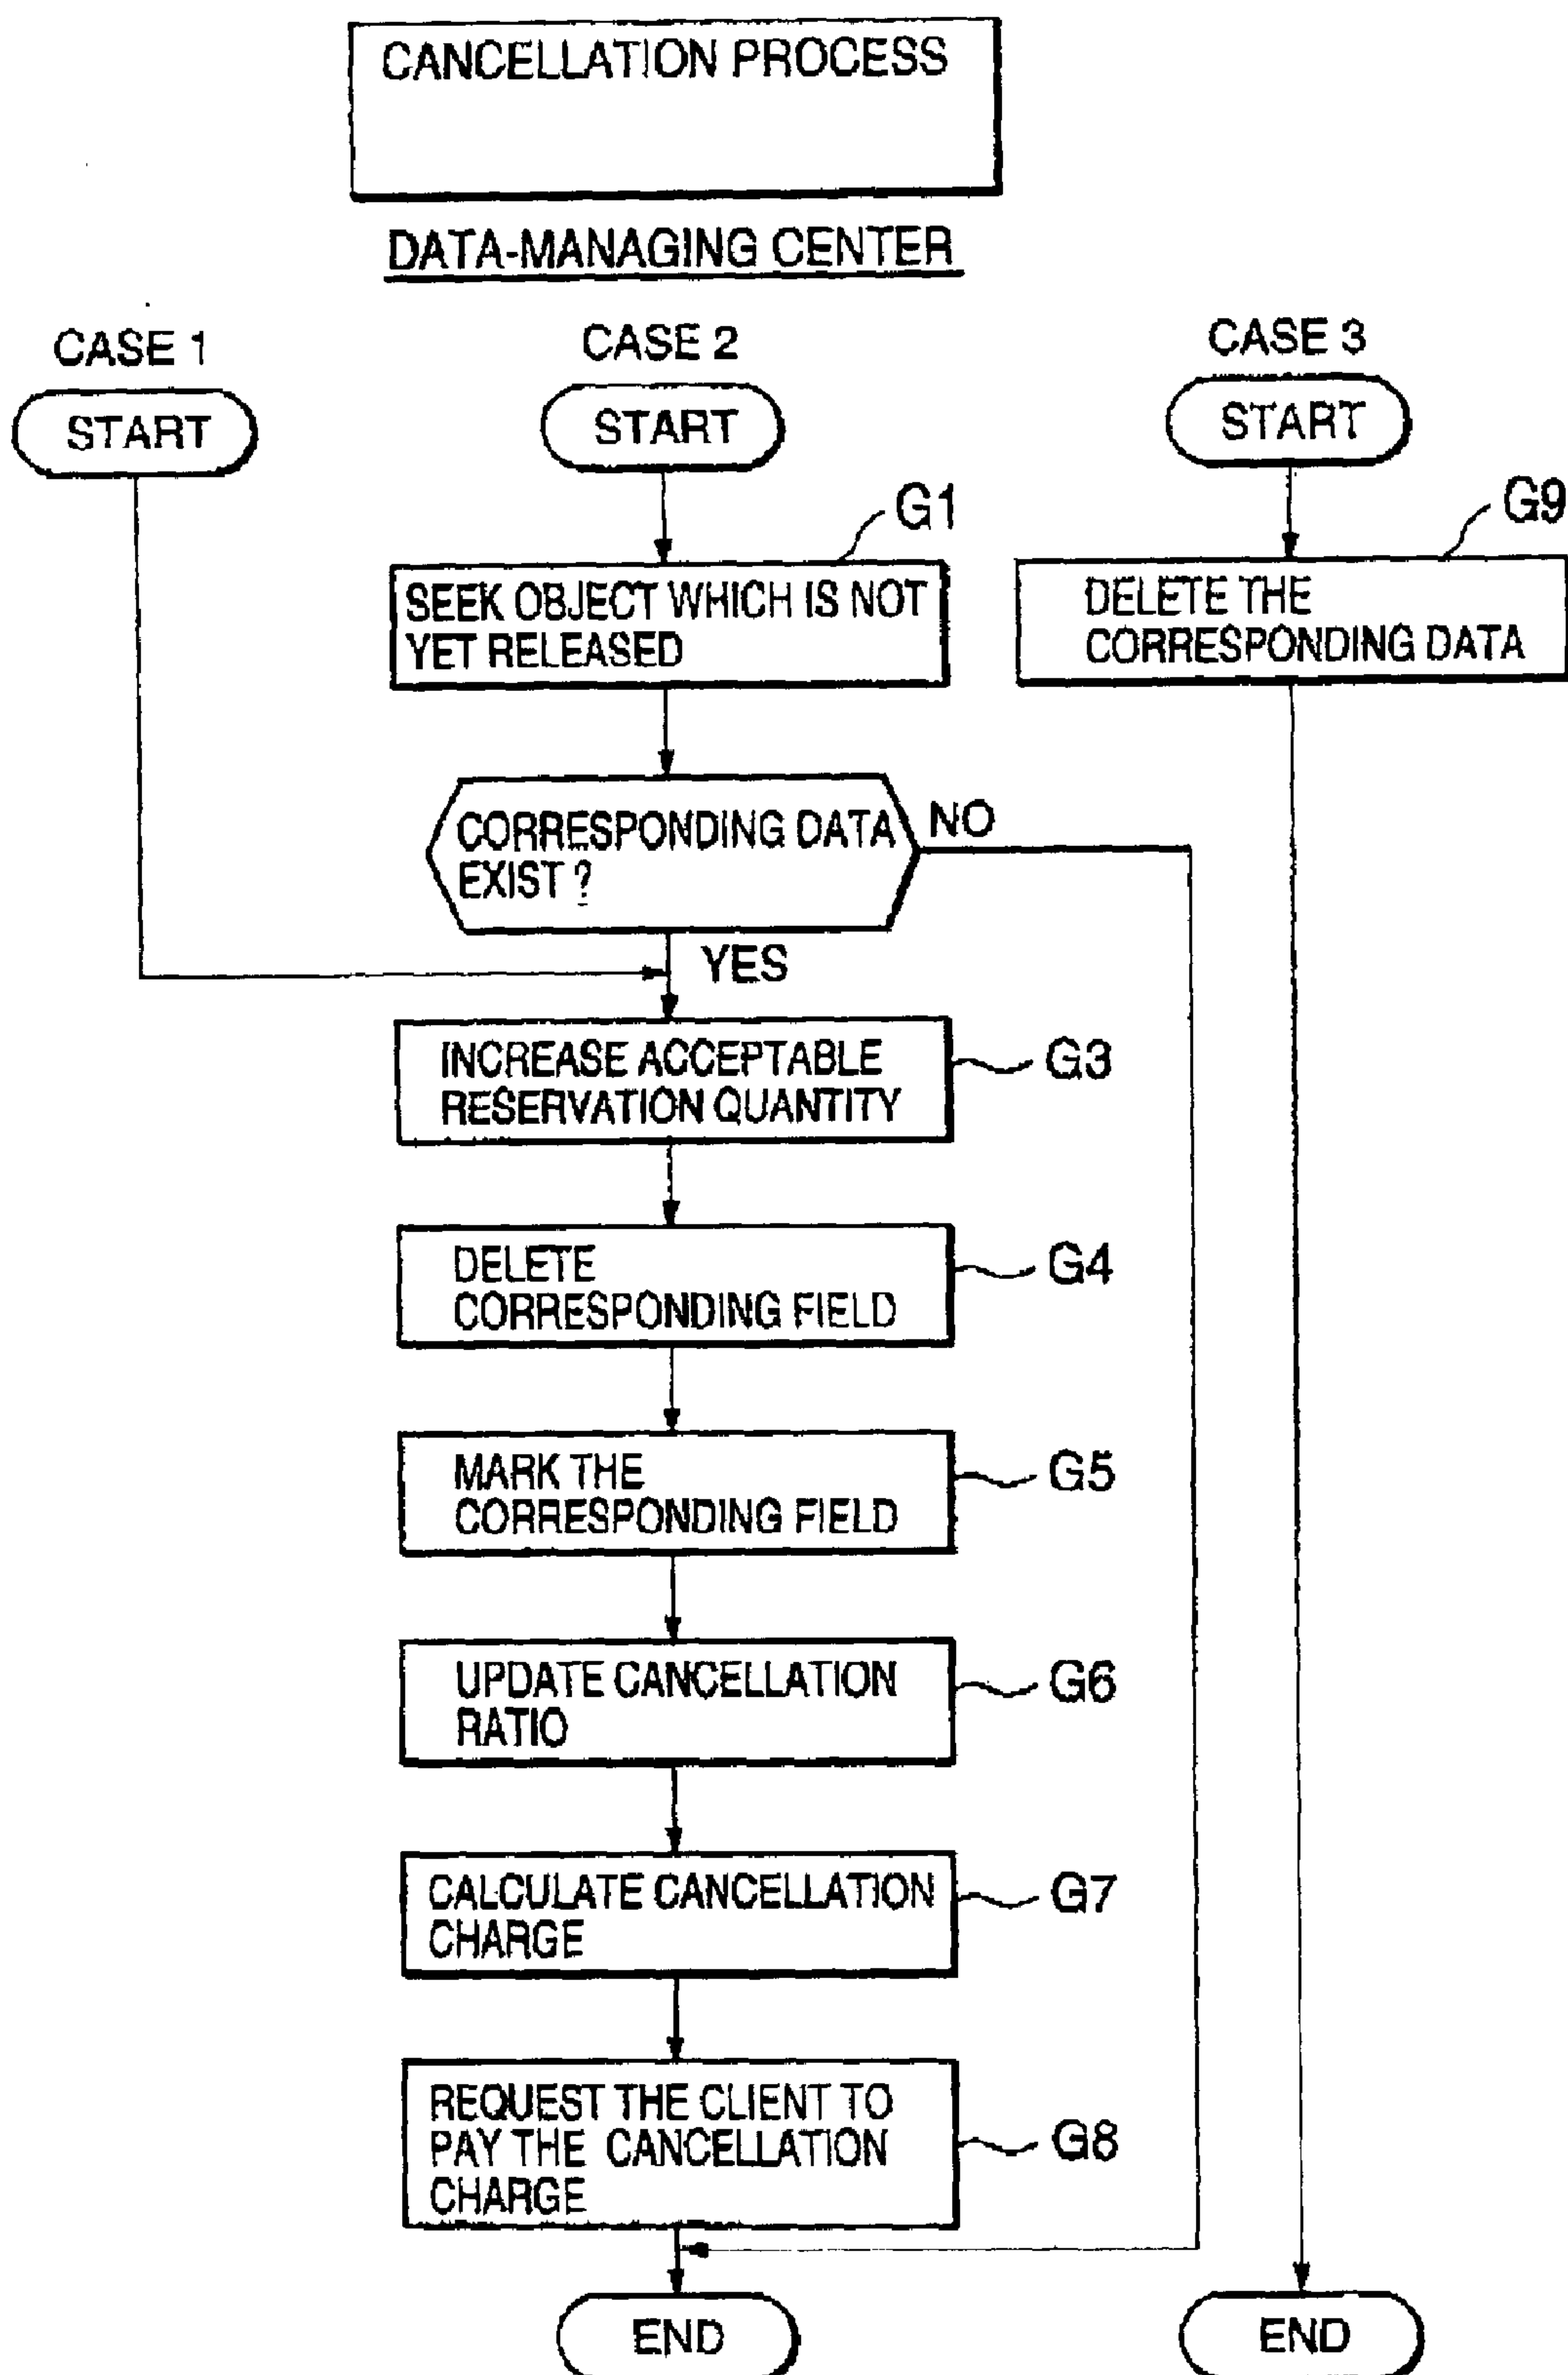 CANCELLATION PROCESS
DATA-MANAGING CENTER
CASE 1
START
CASE 2
START
CASE 3
START
G1
SEEK OBJECT WHICH IS NOT
YET RELEASED
G9
DELETE THE
CORRESPONDING DATA
CORRESPONDING DATA
EXIST ?
NO
YES
INCREASE ACCEPTABLE
RESERVATION QUANTITY
G3
DELETE
CORRESPONDING FIELD
G4
MARK THE
CORRESPONDING FIELD
G5
UPDATE CANCELLATION
RATIO
G6
CALCULATE CANCELLATION
CHARGE
G7
REQUEST THE CLIENT TO
PAY THE CANCELLATION
CHARGE
G8
END
END